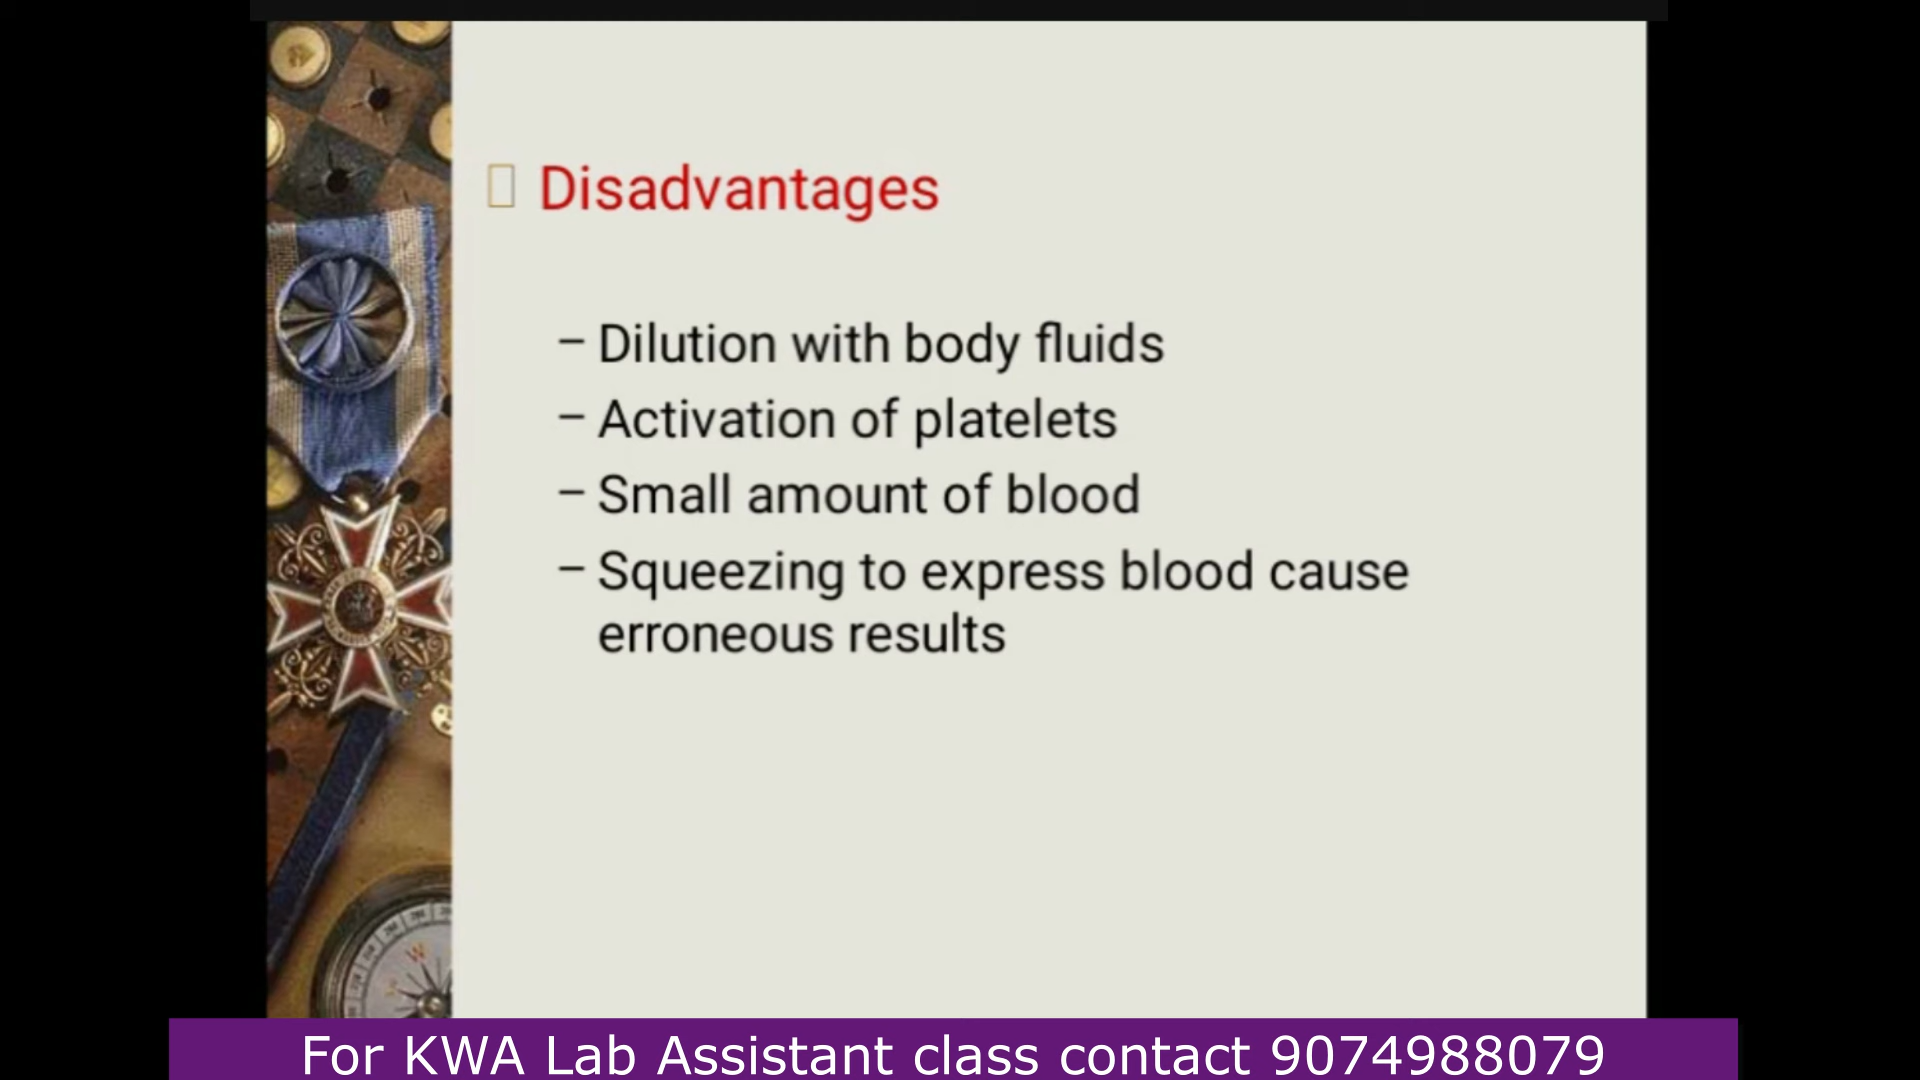 Disadvantages
– Dilution with body fluids
– Activation of platelets
– Small amount of blood
– Squeezing to express blood cause
erroneous results
For KWA Lab Assistant class contact 9074988079